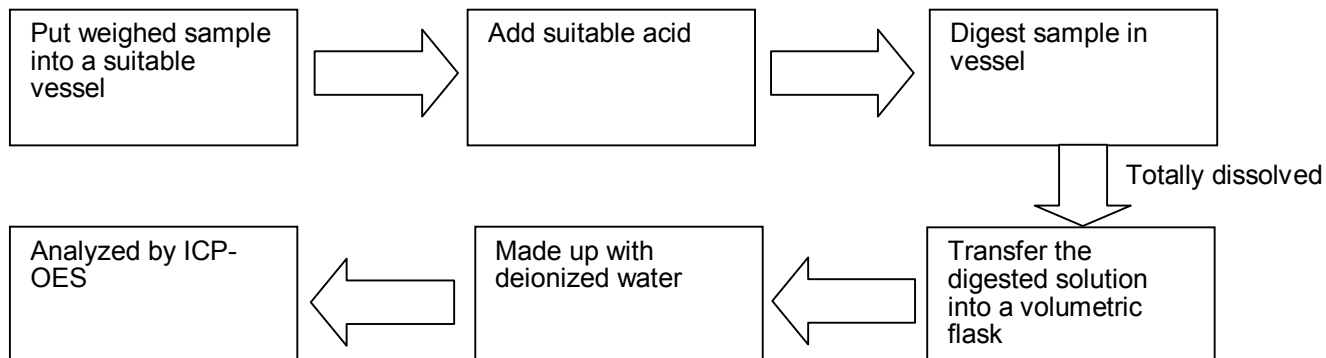 Put weighed sample
into a suitable
vessel
Add suitable acid
Digest sample in
vessel
Totally dissolved
Transfer the
digested solution
into a volumetric
flask
Made up with
deionized water
Analyzed by ICP-
OES